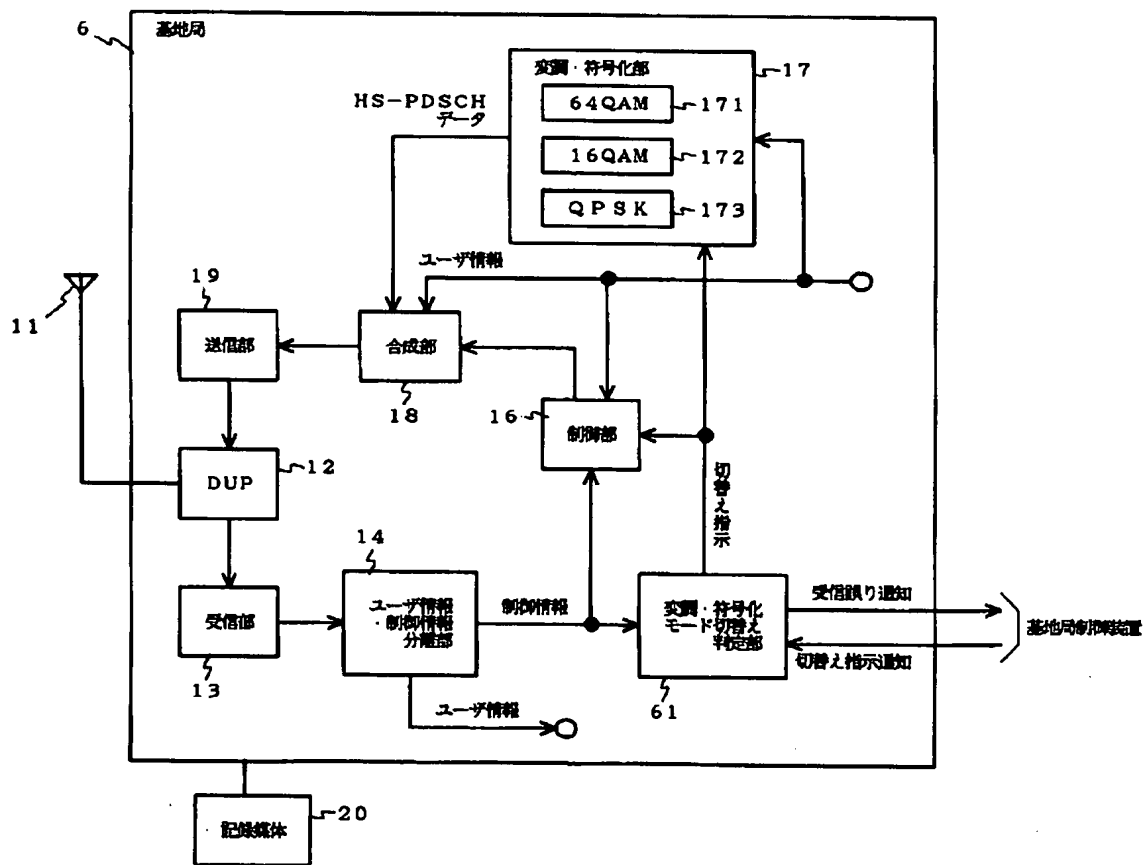 6
基地局
変調・符号化部
17
64QAM
171
16QAM
172
QPSK
173
HS-PDSCH
データ
ユーザ情報
11
19
送信部
合成部
18
16
制御部
切替え指示
DUP
12
14
ユーザ情報
・制御情報
分離部
制御情報
変調・符号化
モード切替え
判定部
61
受信誤り通知
切替え指示通知
基地局制御装置
受信部
13
ユーザ情報
記録媒体
20